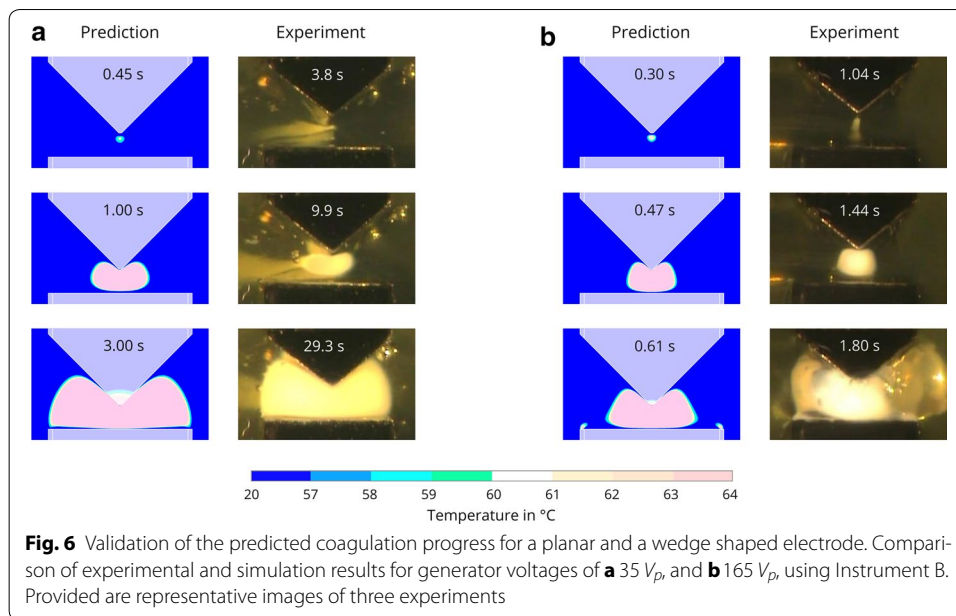 a Prediction Experiment b Prediction Experiment
0.45 s 3.8 s 0.30 s 1.04 s
1.00 s 9.9 s 0.47 s 1.44 s
3.00 s 29.3 s 0.61 s 1.80 s
20 57 58 59 60 61 62 63 64
Temperature in °C
Fig. 6 Validation of the predicted coagulation progress for a planar and a wedge shaped electrode. Compari-
son of experimental and simulation results for generator voltages of a 35 Vp, and b 165 Vp, using Instrument B.
Provided are representative images of three experiments